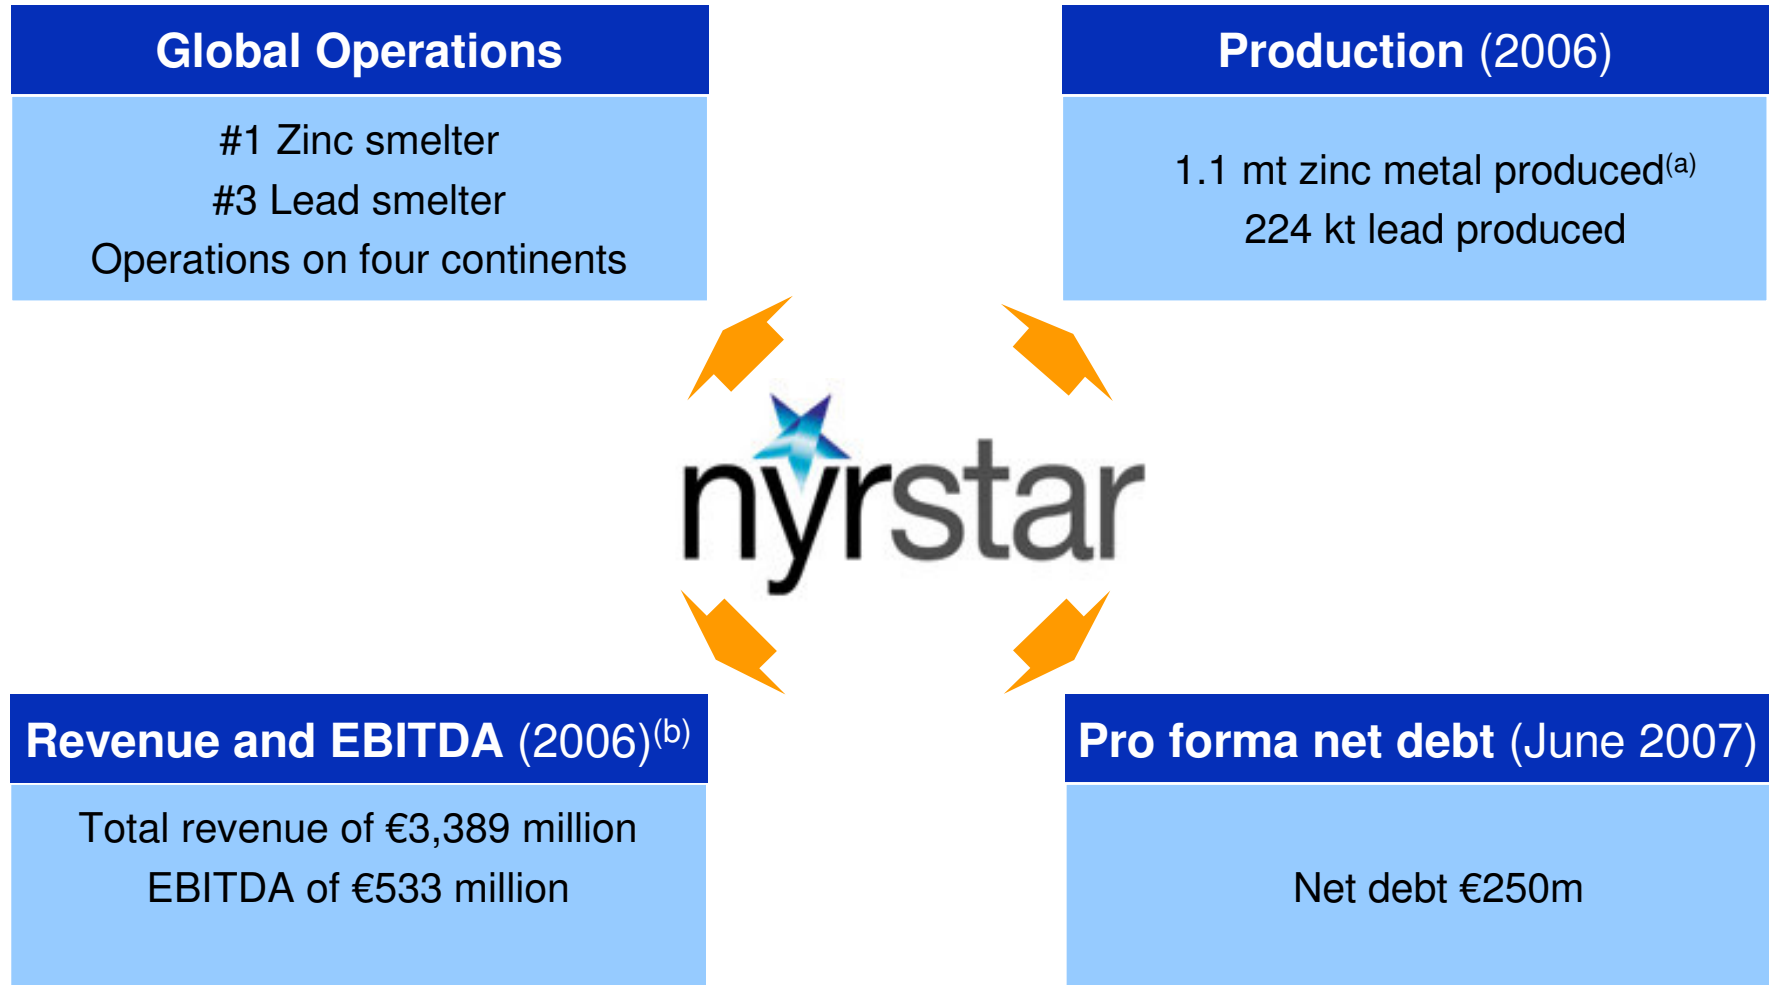 Global Operations
#1 Zinc smelter
#3 Lead smelter
Operations on four continents
Production (2006)
1.1 mt zinc metal produced(a)
224 kt lead produced
nyrstar
Revenue and EBITDA (2006)(b)
Total revenue of €3,389 million
EBITDA of €533 million
Pro forma net debt (June 2007)
Net debt €250m